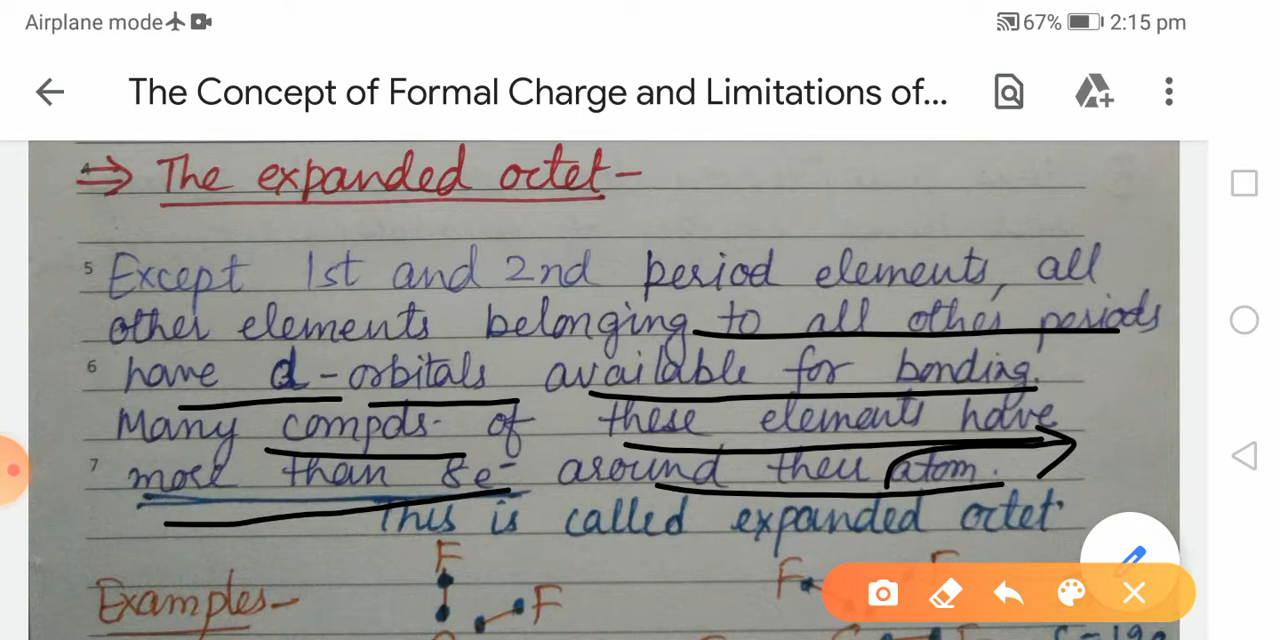 Airplane mode 67% 2:15 pm
The Concept of Formal Charge and Limitations of...
4 ⇒ The expanded octet-
5 Except 1st and 2nd period elements, all
other elements belonging to all other periods
6 have d-orbitals available for bonding.
Many compds. of these elements have
7 more than 8e⁻ around their atom.
This is called expanded octet.
Examples-
F
F
F
F